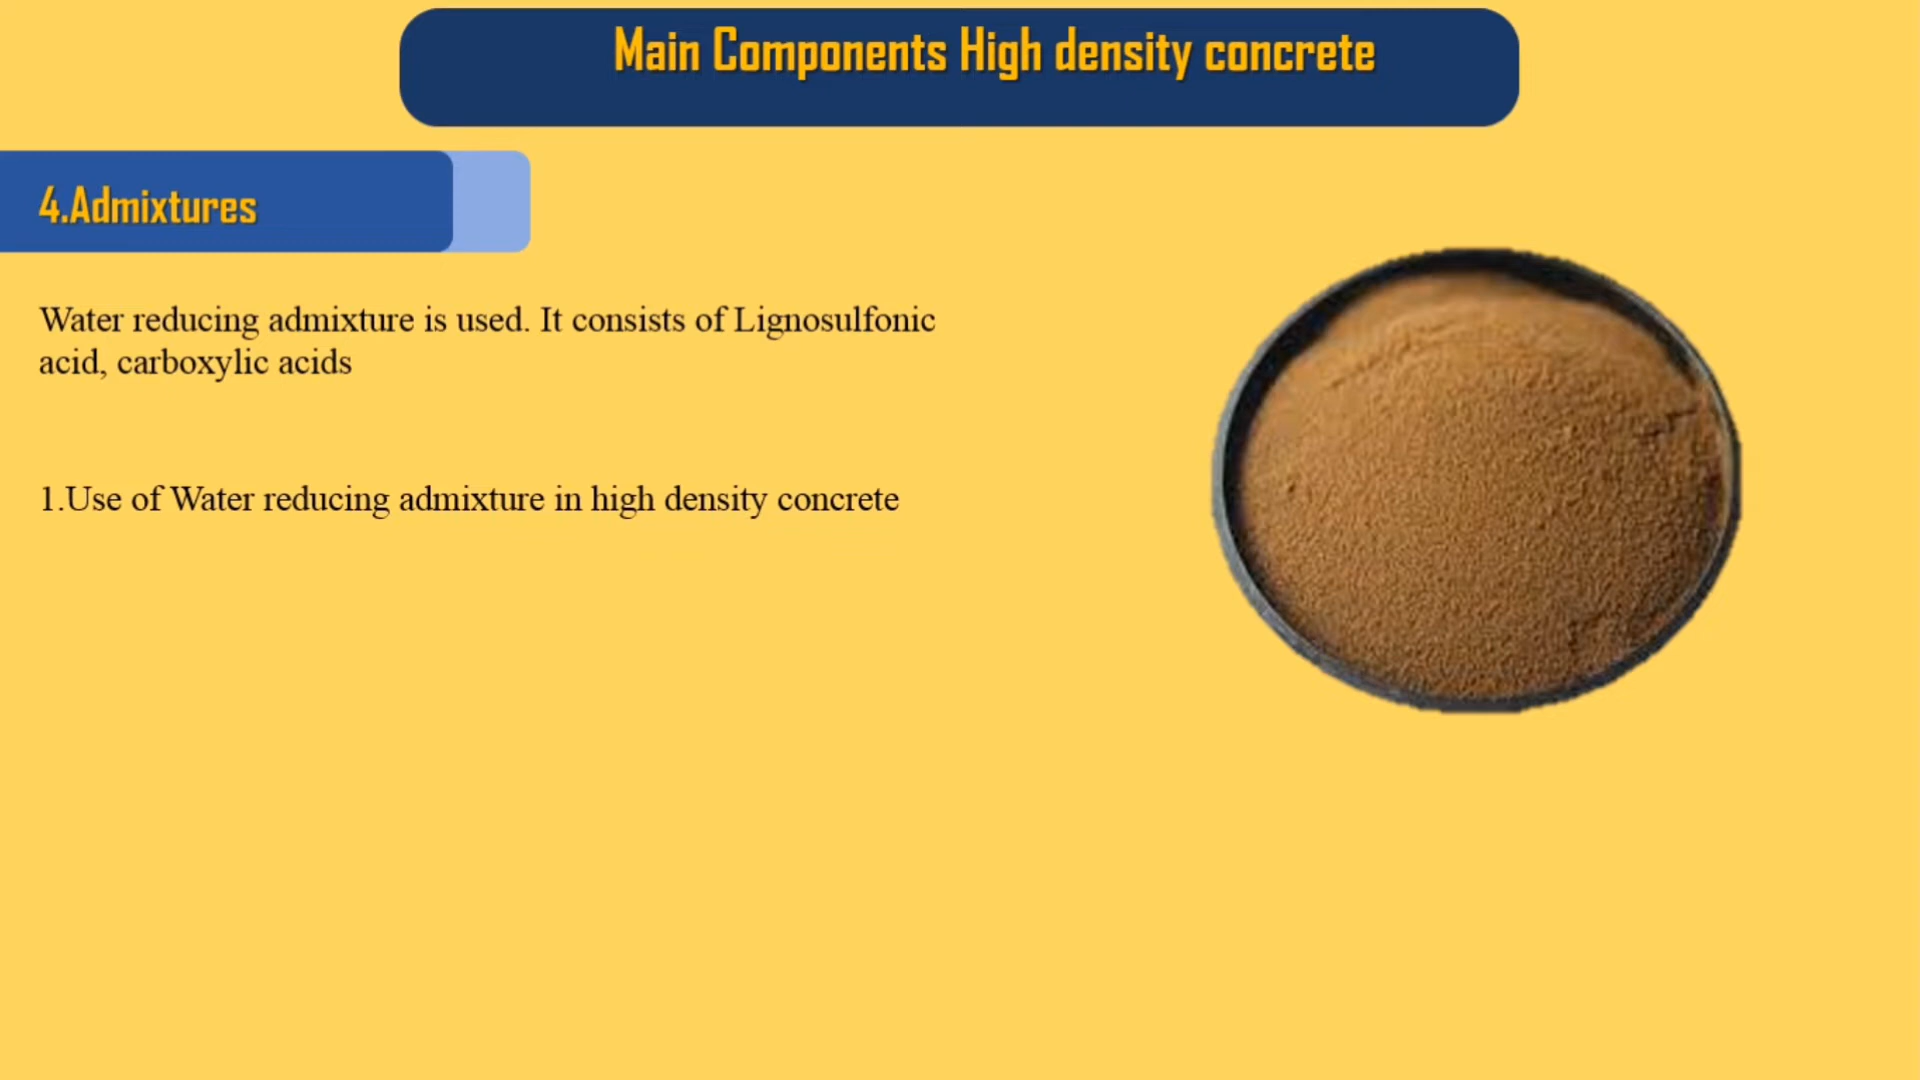 Main Components High density concrete
4.Admixtures
Water reducing admixture is used. It consists of Lignosulfonic
acid, carboxylic acids
1.Use of Water reducing admixture in high density concrete